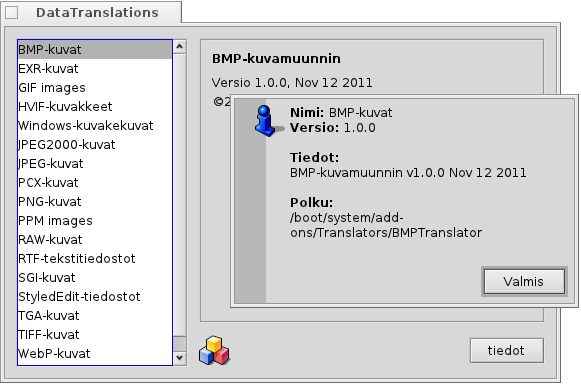 DataTranslations
BMP-kuvat
EXR-kuvat
GIF images
HVIF-kuvakkeet
Windows-kuvakekuvat
JPEG2000-kuvat
JPEG-kuvat
PCX-kuvat
PNG-kuvat
PPM images
RAW-kuvat
RTF-tekstitiedostot
SGI-kuvat
StyledEdit-tiedostot
TGA-kuvat
TIFF-kuvat
WebP-kuvat
BMP-kuvamuunnin
Versio 1.0.0, Nov 12 2011
©2
Nimi: BMP-kuvat
Versio: 1.0.0
Tiedot:
BMP-kuvamuunnin v1.0.0 Nov 12 2011
Polku:
/boot/system/add-
ons/Translators/BMPTranslator
Valmis
tiedot